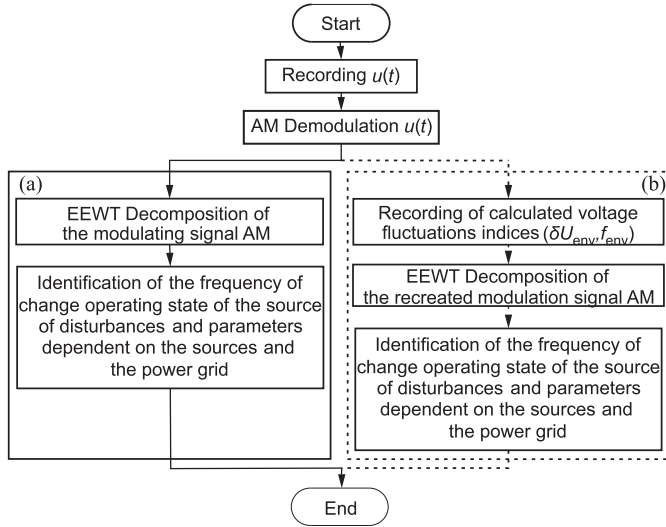 Start
Recording u(t)
AM Demodulation u(t)
(a)
EEWT Decomposition of
the modulating signal AM
Identification of the frequency of
change operating state of the source
of disturbances and parameters
dependent on the sources and
the power grid
(b)
Recording of calculated voltage
fluctuations indices (δU_env, f_env)
EEWT Decomposition of
the recreated modulation signal AM
Identification of the frequency of
change operating state of the source
of disturbances and parameters
dependent on the sources and
the power grid
End